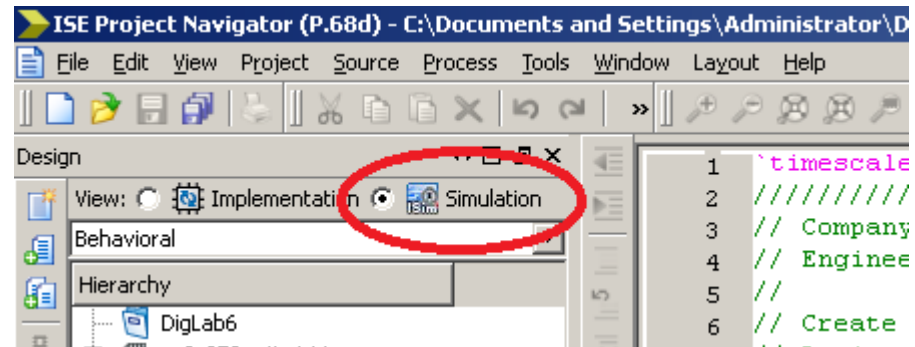 ISE Project Navigator (P.68d) - C:\Documents and Settings\Administrator\D
File Edit View Project Source Process Tools Window Layout Help
Design
View: Implementation Simulation
Behavioral
Hierarchy
DigLab6
1 `timescale
2 //////////
3 // Company
4 // Enginee
5 //
6 // Create